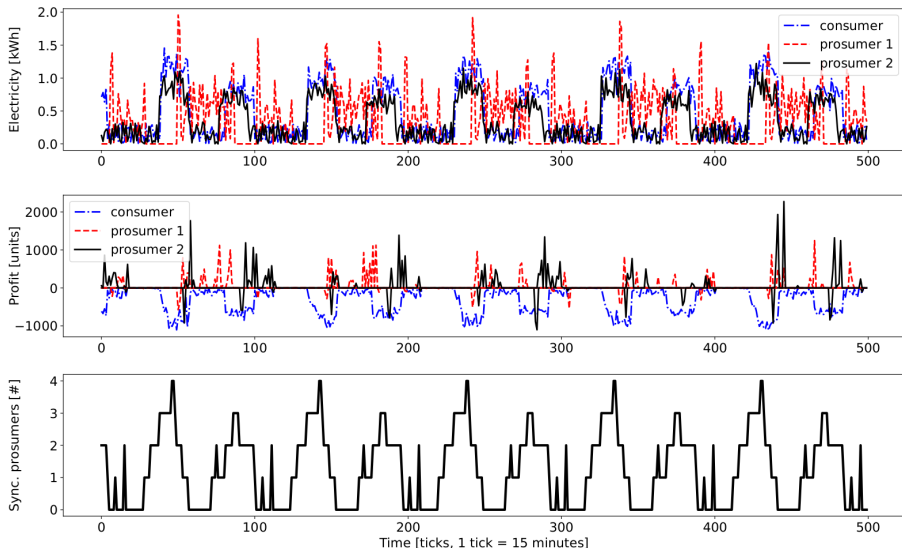 Electricity [kWh]
2.0
1.5
1.0
0.5
0.0
consumer
prosumer 1
prosumer 2
0 100 200 300 400 500
Profit [units]
2000
1000
0
−1000
consumer
prosumer 1
prosumer 2
0 100 200 300 400 500
Sync. prosumers [#]
4
3
2
1
0
0 100 200 300 400 500
Time [ticks, 1 tick = 15 minutes]